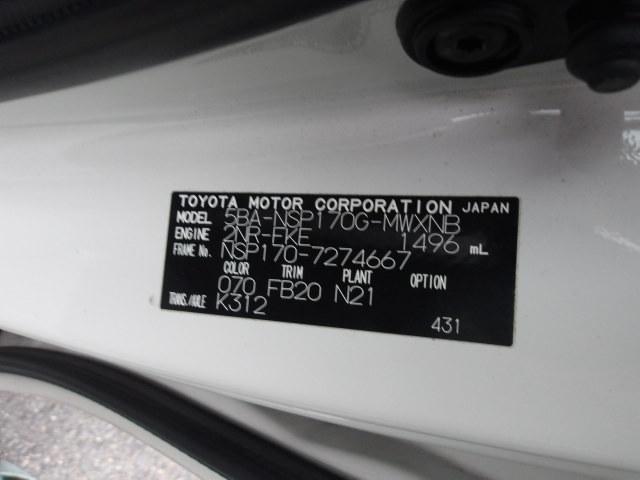 TOYOTA MOTOR CORPORATION JAPAN
MODEL 5BA-NSP170G-MWXNB
ENGINE 2NR-FKE 1496 mL
FRAME No. NSP170-7274667
COLOR TRIM PLANT OPTION
070 FB20 N21
TRANS./AXLE K312
431